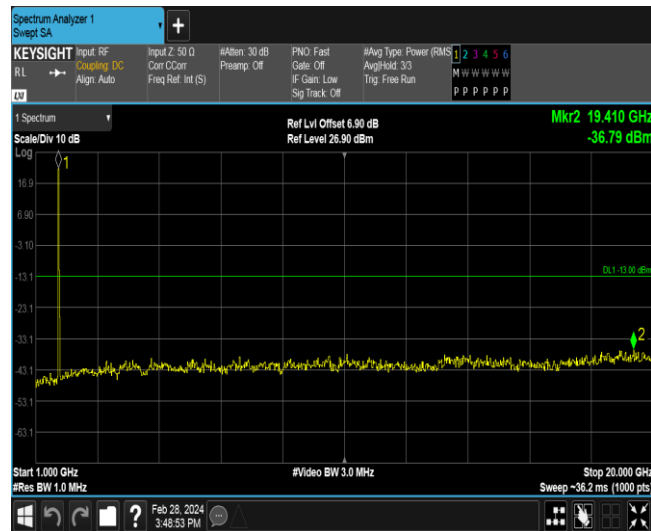 Spectrum Analyzer 1
Swept SA
+
KEYSIGHT Input: RF Input Z: 50 Ω #Atten: 30 dB PNO: Fast #Avg Type: Power (RMS 1 2 3 4 5 6
RL Coupling: DC Corr CCorr Preamp: Off Gate: Off Avg|Hold: 3/3 M W W W W W
Align: Auto Freq Ref: Int (S) IF Gain: Low Trig: Free Run
LXI Sig Track: Off P P P P P P
1 Spectrum
Ref Lvl Offset 6.90 dB Mkr2 19.410 GHz
Scale/Div 10 dB Ref Level 26.90 dBm -36.79 dBm
Log
1
16.9
6.90
-3.10
-13.1
DL1 -13.00 dBm
-23.1
-33.1
2
-43.1
-53.1
-63.1
Start 1.000 GHz #Video BW 3.0 MHz Stop 20.000 GHz
#Res BW 1.0 MHz Sweep ~36.2 ms (1000 pts)
? Feb 28, 2024
3:48:53 PM